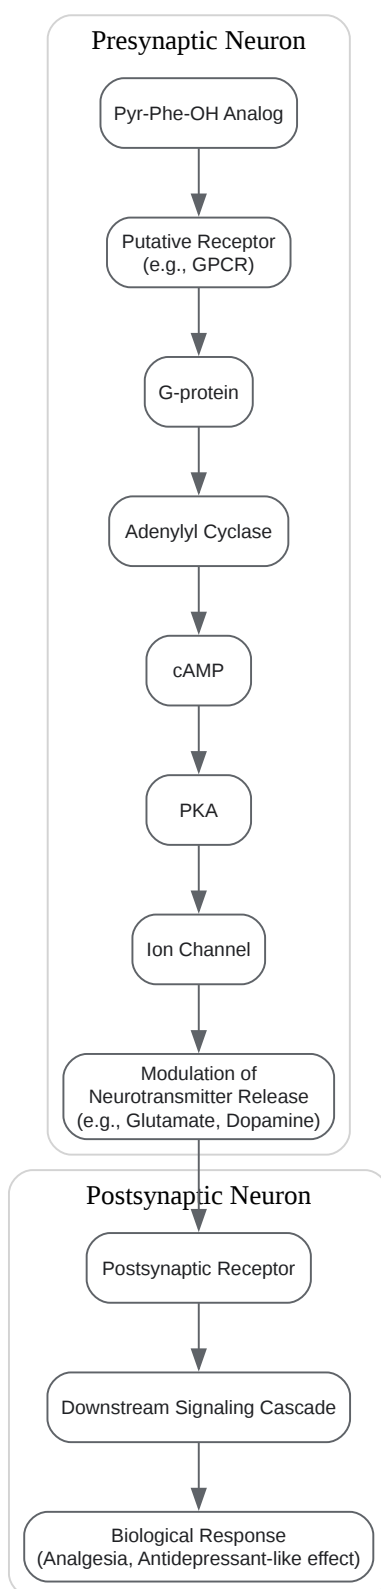 Presynaptic Neuron
Pyr-Phe-OH Analog
Putative Receptor
(e.g., GPCR)
G-protein
Adenylyl Cyclase
cAMP
PKA
Ion Channel
Modulation of
Neurotransmitter Release
(e.g., Glutamate, Dopamine)
Postsynaptic Neuron
Postsynaptic Receptor
Downstream Signaling Cascade
Biological Response
(Analgesia, Antidepressant-like effect)